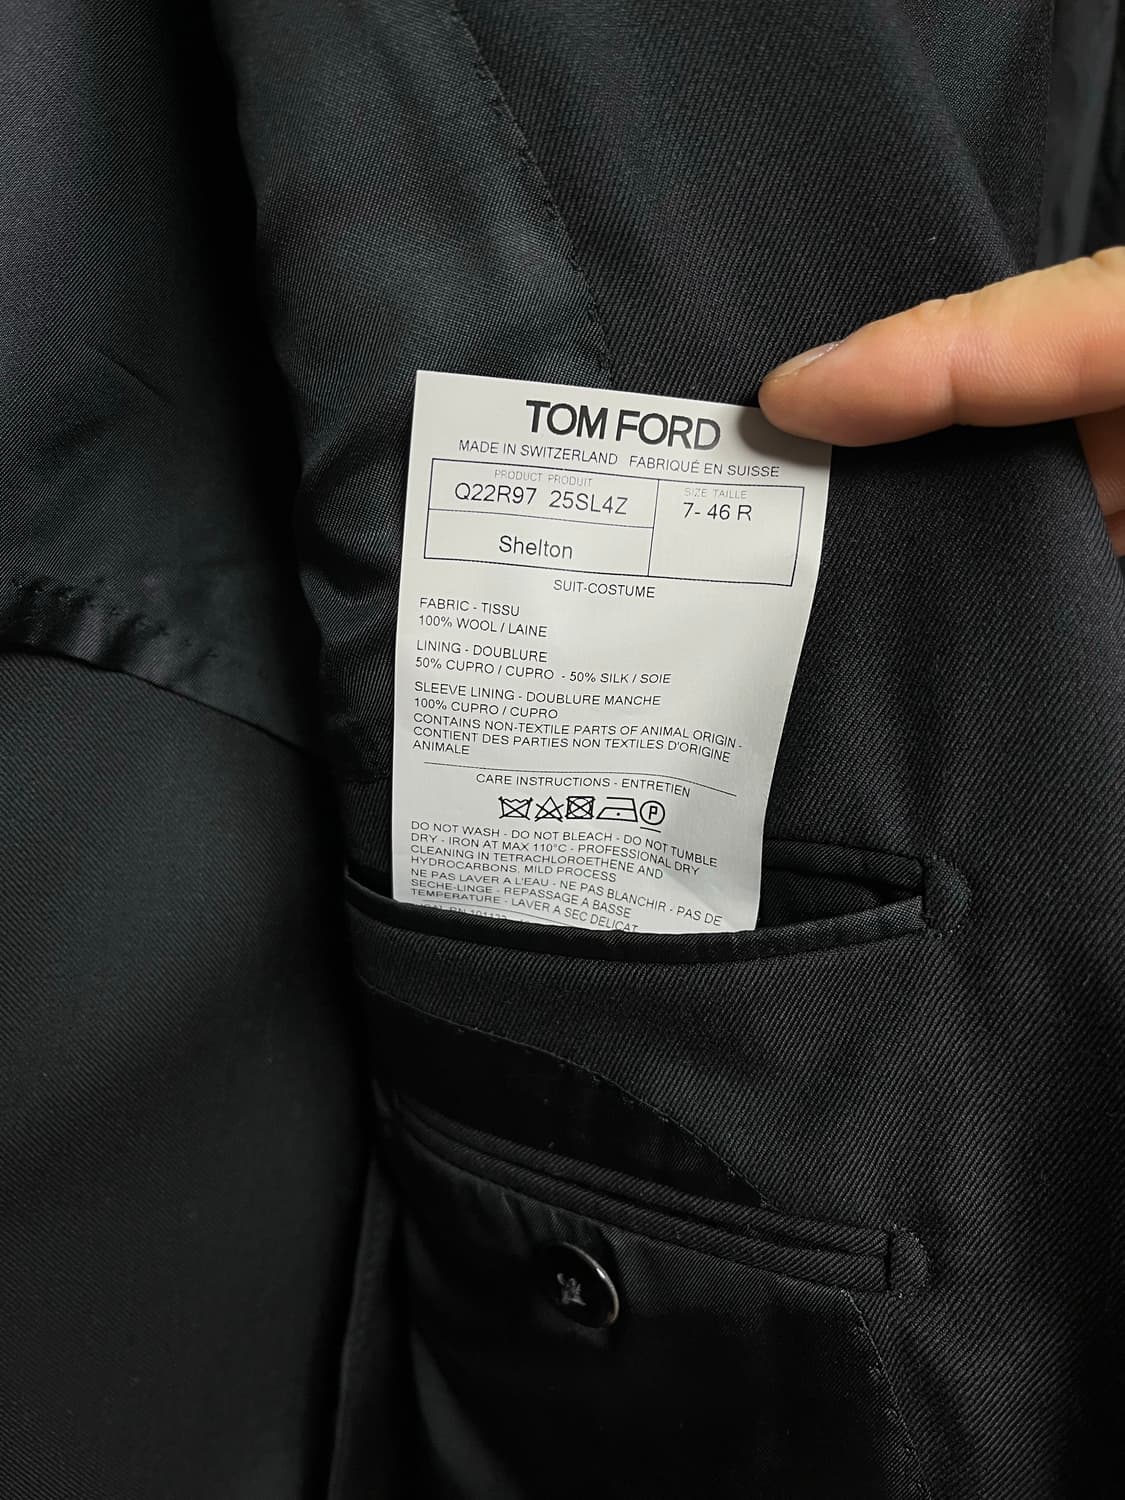 TOM FORD
MADE IN SWITZERLAND FABRIQUÉ EN SUISSE
PRODUCT PRODUIT
Q22R97 25SL4Z
SIZE TAILLE
7- 46 R
Shelton
SUIT-COSTUME
FABRIC - TISSU
100% WOOL / LAINE
LINING - DOUBLURE
50% CUPRO / CUPRO - 50% SILK / SOIE
SLEEVE LINING - DOUBLURE MANCHE
100% CUPRO / CUPRO
CONTAINS NON-TEXTILE PARTS OF ANIMAL ORIGIN -
CONTIENT DES PARTIES NON TEXTILES D'ORIGINE
ANIMALE
CARE INSTRUCTIONS - ENTRETIEN
P
DO NOT WASH - DO NOT BLEACH - DO NOT TUMBLE
DRY - IRON AT MAX 110°C - PROFESSIONAL DRY
CLEANING IN TETRACHLOROETHENE AND
HYDROCARBONS. MILD PROCESS
NE PAS LAVER A L'EAU - NE PAS BLANCHIR - PAS DE
SECHE-LINGE - REPASSAGE A BASSE
TEMPERATURE - LAVER A SEC DELICAT